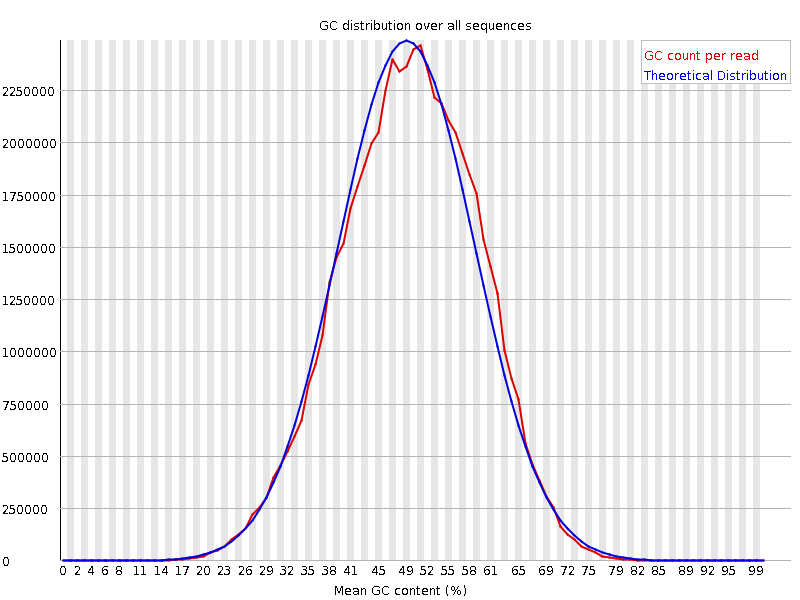 GC distribution over all sequences
GC count per read
Theoretical Distribution
2250000
2000000
1750000
1500000
1250000
1000000
750000
500000
250000
0
0 2 4 6 8 11 14 17 20 23 26 29 32 35 38 41 45 49 52 55 58 61 65 69 72 75 79 82 85 89 92 95 99
Mean GC content (%)